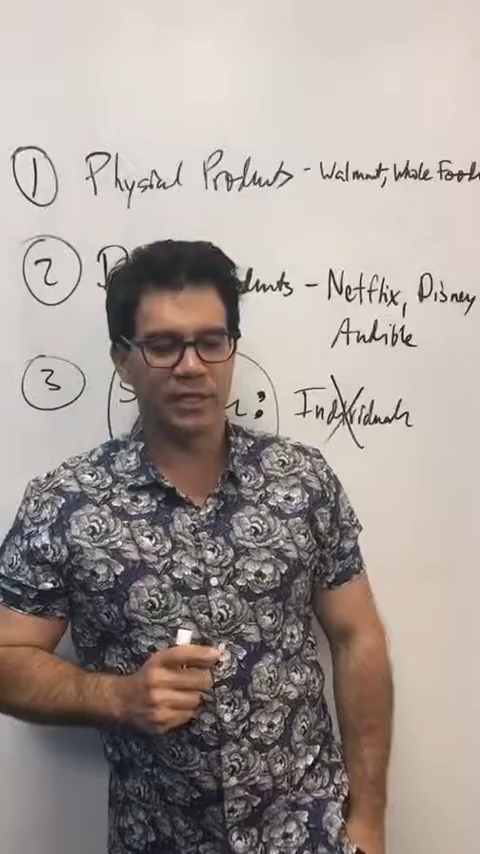 1 Physical Products - Walmart, Whole Foods
2 - Netflix, Disney
Audible
3 : Individuals